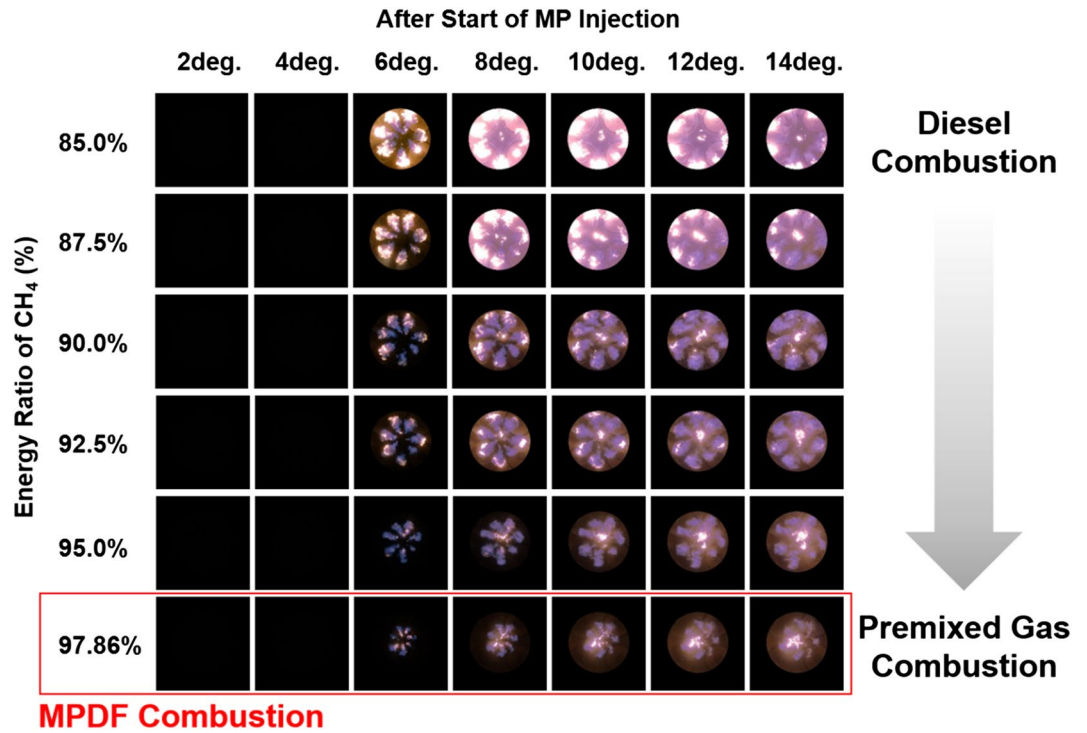 After Start of MP Injection
2deg. 4deg. 6deg. 8deg. 10deg. 12deg. 14deg.
Energy Ratio of CH4 (%)
85.0%
87.5%
90.0%
92.5%
95.0%
97.86%
Diesel
Combustion
Premixed Gas
Combustion
MPDF Combustion